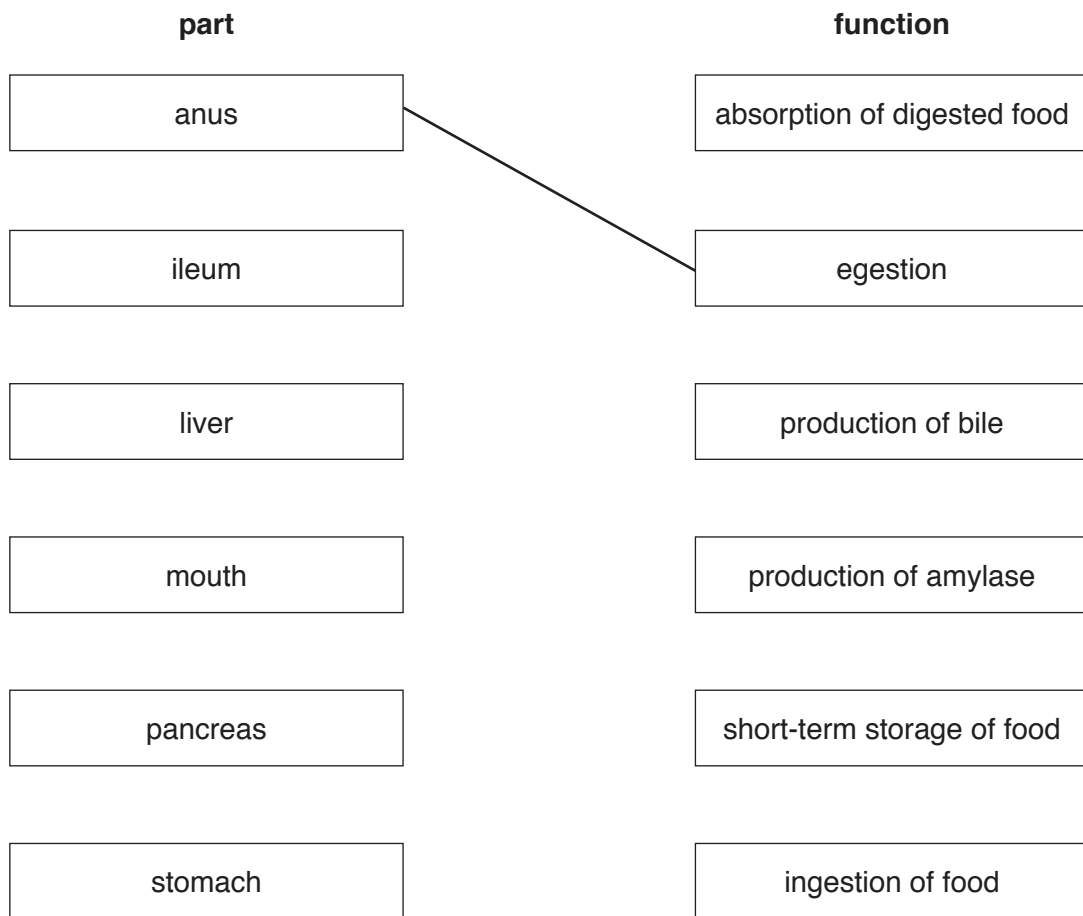 part function
anus absorption of digested food
ileum egestion
liver production of bile
mouth production of amylase
pancreas short-term storage of food
stomach ingestion of food